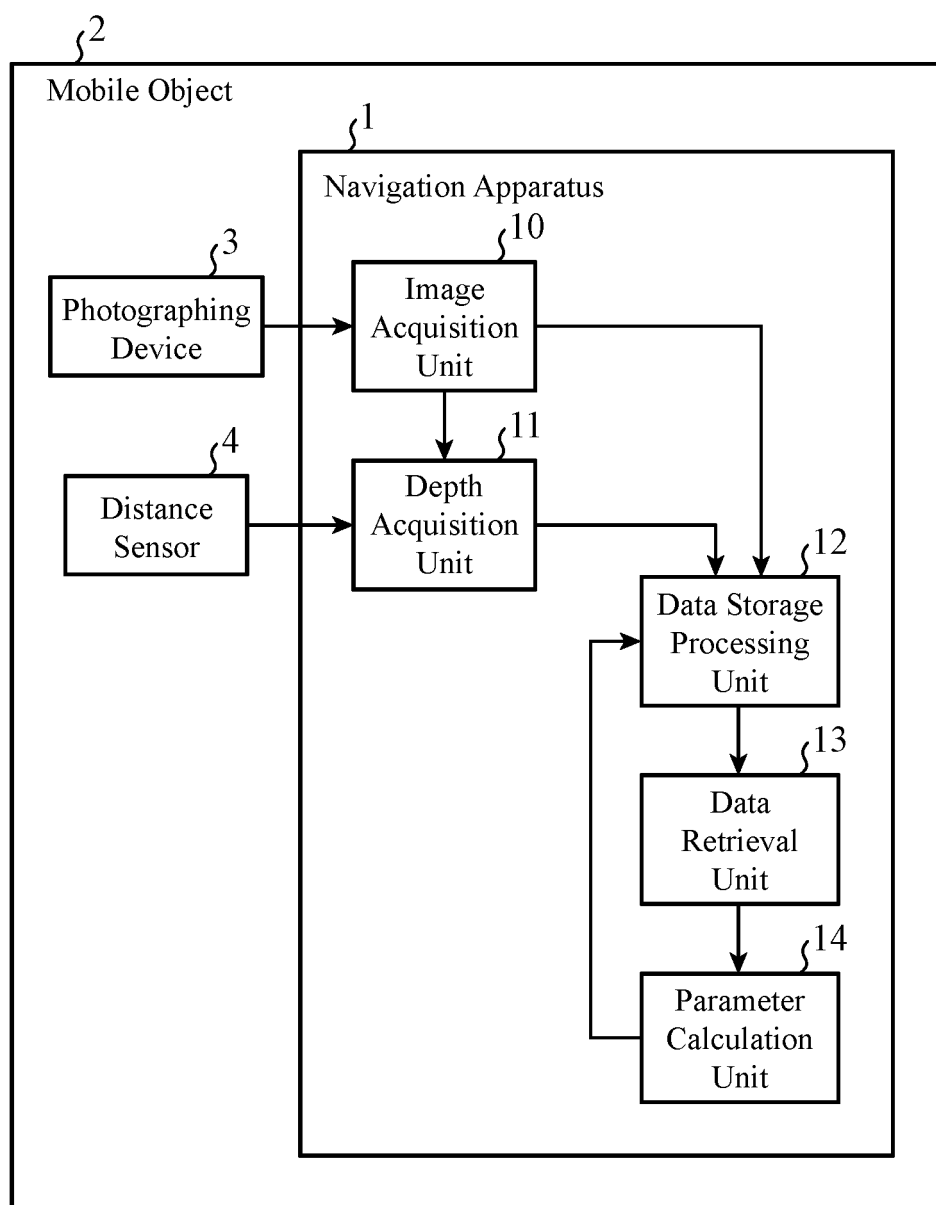 2
Mobile Object
1
Navigation Apparatus
3
Photographing
Device
10
Image
Acquisition
Unit
4
Distance
Sensor
11
Depth
Acquisition
Unit
12
Data Storage
Processing
Unit
13
Data
Retrieval
Unit
14
Parameter
Calculation
Unit